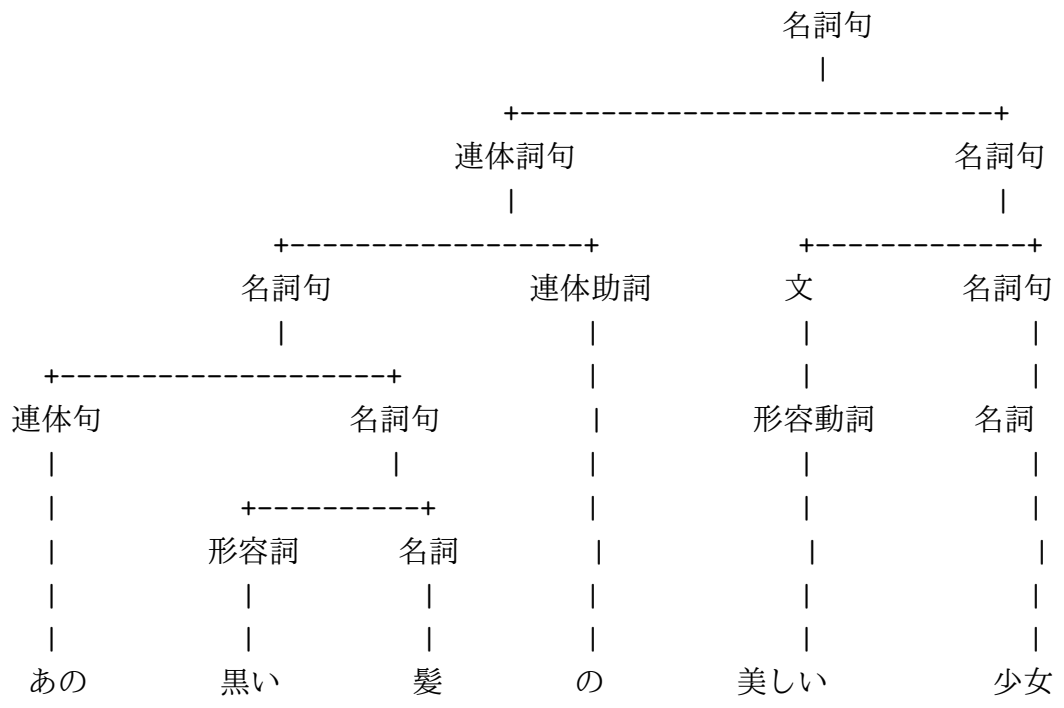 名詞句
|
+-----------------------------+
連体詞句 名詞句
| |
+------------------+ +-------------+
名詞句 連体助詞 文 名詞句
| | | |
+--------------------+ | | |
連体句 名詞句 | 形容動詞 名詞
| | | | |
| +----------+ | | |
| 形容詞 名詞 | | |
| | | | | |
| | | | | |
あの 黒い 髪 の 美しい 少女